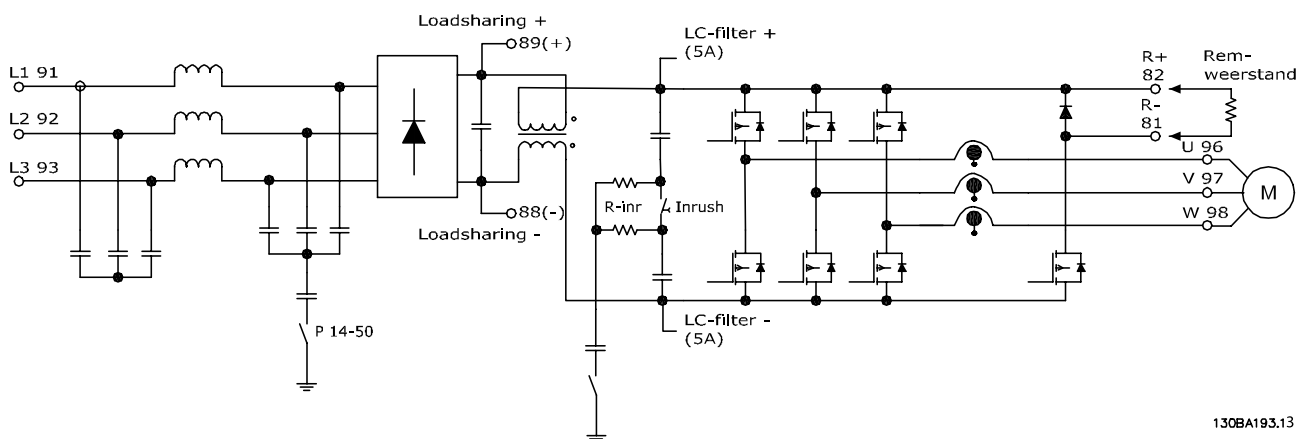 Loadsharing +
89(+)
LC-filter +
(5A)
L1 91
L2 92
L3 93
R+
82
Rem-
weerstand
R-
81
U 96
V 97
W 98
M
R-inr
Inrush
88(-)
Loadsharing -
LC-filter -
(5A)
P 14-50
130BA193.13